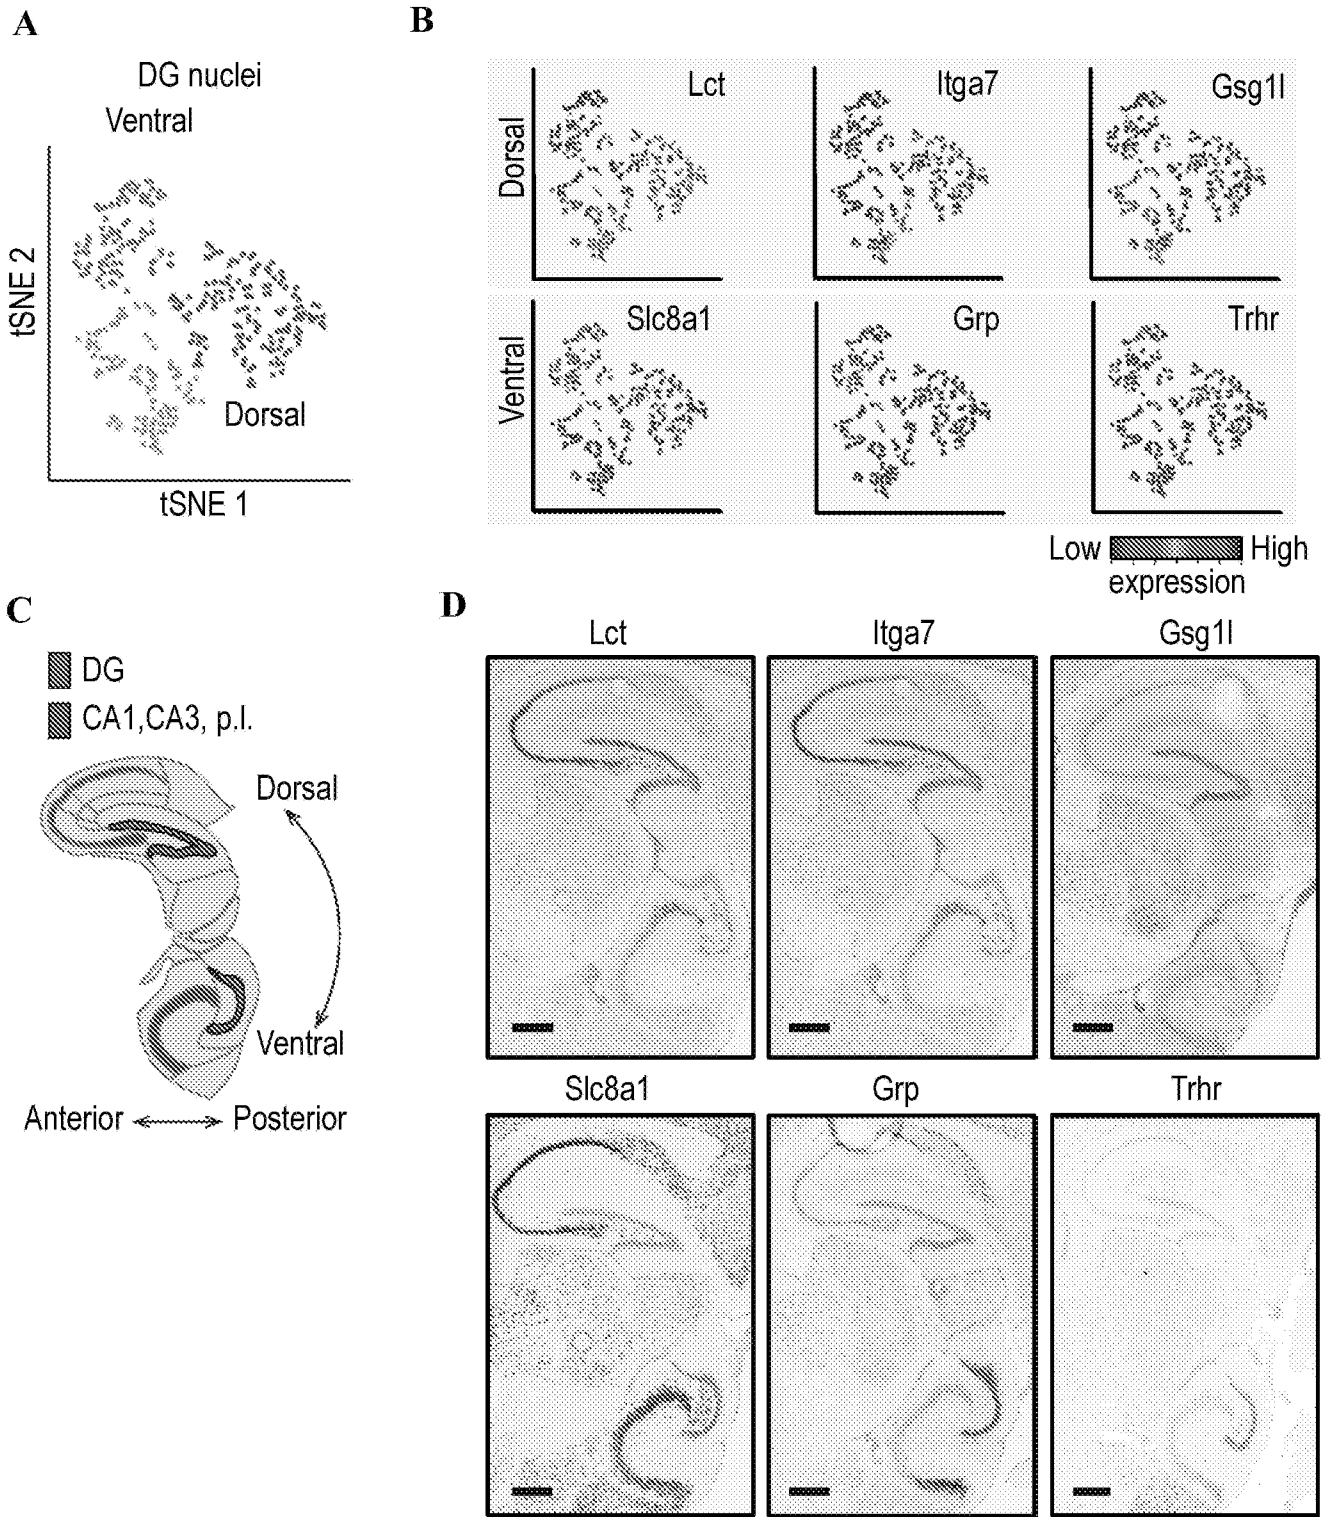 A
DG nuclei
Ventral
tSNE 2
Dorsal
tSNE 1
B
Dorsal
Lct
Itga7
Gsg1l
Ventral
Slc8a1
Grp
Trhr
Low
High
expression
C
DG
CA1,CA3, p.l.
Dorsal
Ventral
Anterior
Posterior
D
Lct
Itga7
Gsg1l
Slc8a1
Grp
Trhr